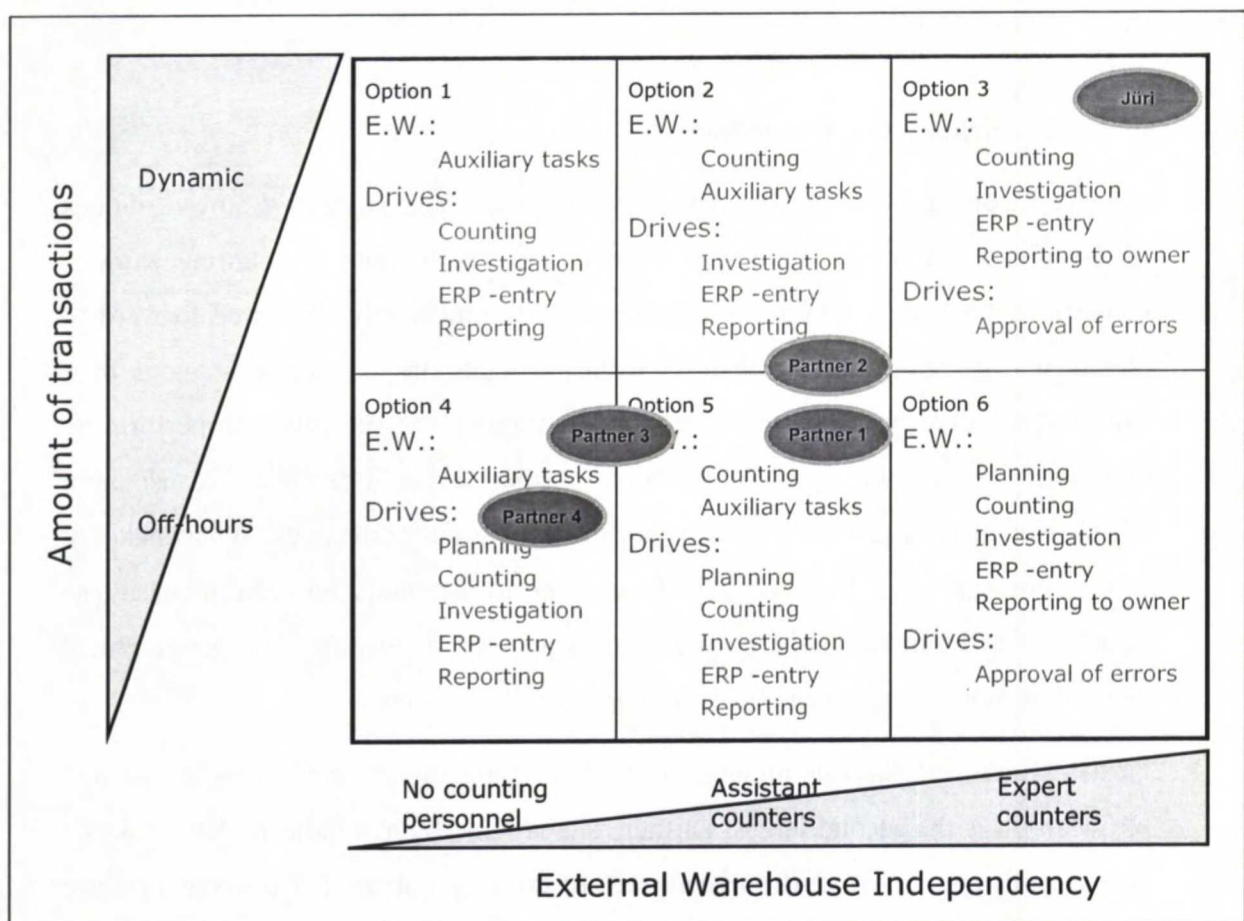 Amount of transactions
Dynamic
Off-hours
Option 1
E.W.:
Auxiliary tasks
Drives:
Counting
Investigation
ERP -entry
Reporting
Option 2
E.W.:
Counting
Auxiliary tasks
Drives:
Investigation
ERP -entry
Reporting
Partner 2
Option 3
Jüri
E.W.:
Counting
Investigation
ERP -entry
Reporting to owner
Drives:
Approval of errors
Option 4
E.W.:
Partner 3
Auxiliary tasks
Drives:
Partner 4
Planning
Counting
Investigation
ERP -entry
Reporting
Option 5
.W.:
Partner 1
Counting
Auxiliary tasks
Drives:
Planning
Counting
Investigation
ERP -entry
Reporting
Option 6
E.W.:
Planning
Counting
Investigation
ERP -entry
Reporting to owner
Drives:
Approval of errors
No counting
personnel
Assistant
counters
Expert
counters
External Warehouse Independency